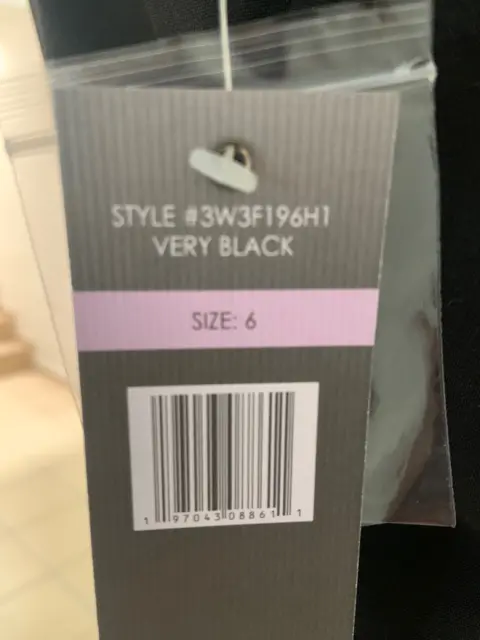 STYLE #3W3F196H1
VERY BLACK
SIZE: 6
1 97043 08861 1